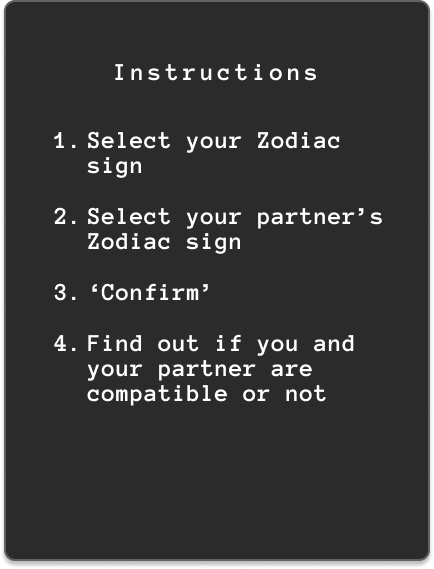 Instructions
1. Select your Zodiac
sign
2. Select your partner’s
Zodiac sign
3. ‘Confirm’
4. Find out if you and
your partner are
compatible or not